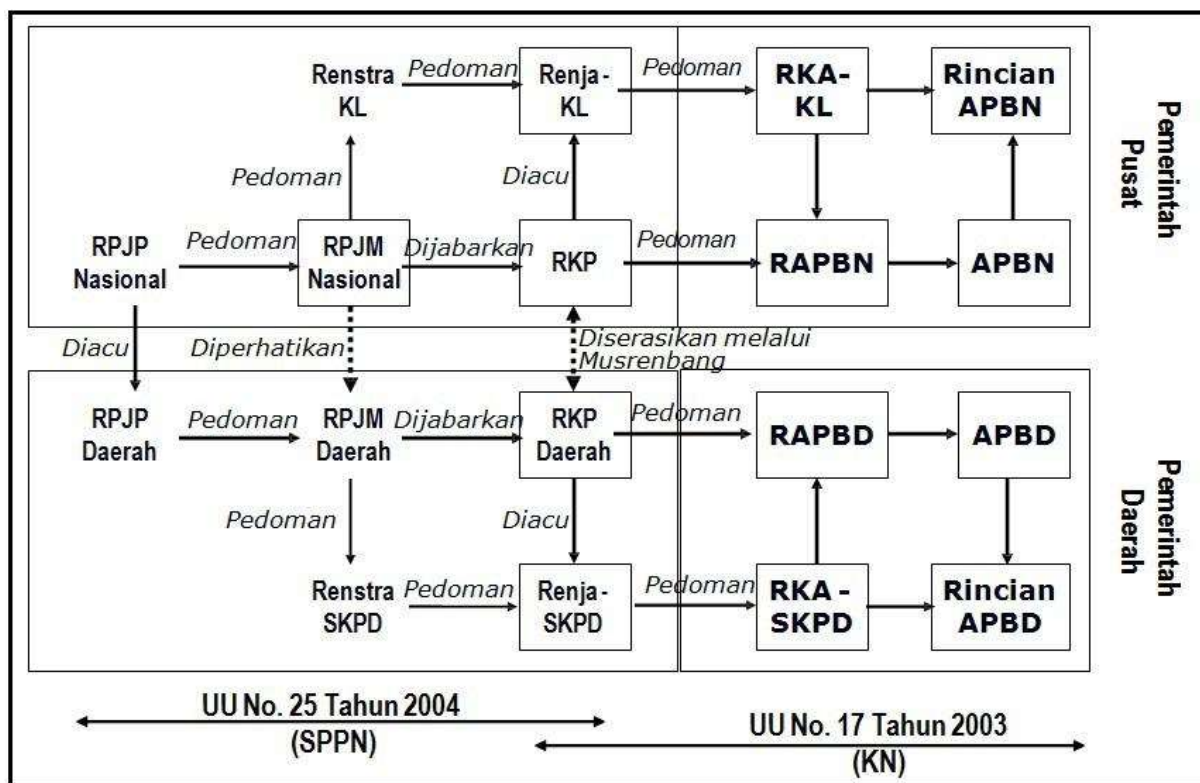 Renstra
KL
Pedoman
Renja-
KL
Pedoman
RKA-
KL
Rincian
APBN
Pedoman
Diacu
RPJP
Nasional
Pedoman
RPJM
Nasional
Dijabarkan
RKP
Pedoman
RAPBN
APBN
Pemerintah
Pusat
Diacu
Diperhatikan
Diserasikan melalui
Musrenbang
RPJP
Daerah
Pedoman
RPJM
Daerah
Dijabarkan
RKP
Daerah
Pedoman
RAPBD
APBD
Pedoman
Diacu
Renstra
SKPD
Pedoman
Renja-
SKPD
Pedoman
RKA -
SKPD
Rincian
APBD
Pemerintah
Daerah
UU No. 25 Tahun 2004
(SPPN)
UU No. 17 Tahun 2003
(KN)